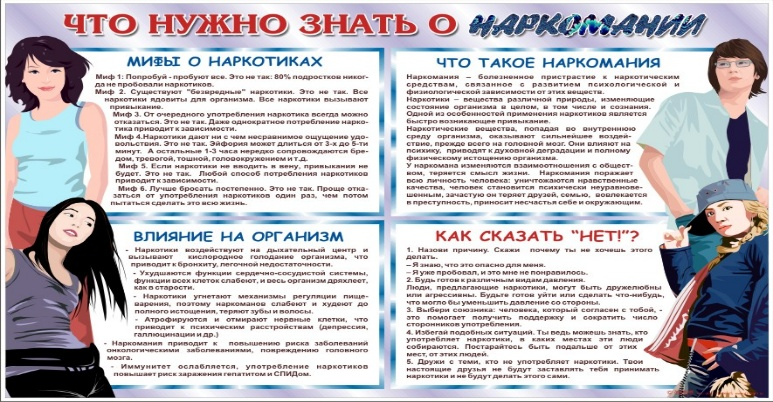 ЧТО НУЖНО ЗНАТЬ О НАРКОМАНИИ
МИФЫ О НАРКОТИКАХ
Миф 1: Попробуй - пробуют все. Это не так: 80% подростков никог-
да не пробовали наркотиков.
Миф 2. Существуют "безвредные" наркотики. Это не так. Все
наркотики ядовиты для организма. Все наркотики вызывают
привыкание.
Миф 3. От очередного употребления наркотика всегда можно
отказаться. Это не так. Даже однократное потребление нарко-
тика приводит к зависимости.
Миф 4.Наркотики дают ни с чем несравнимое ощущение удо-
вольствия. Это не так. Эйфория может длиться от 3-х до 5-ти
минут. А остальные 1-3 часа нередко сопровождаются бре-
дом, тревогой, тошной, головокружением и т.д.
Миф 5. Если наркотики не вводить в вену, привыкания не
будет. Это не так. Любой способ потребления наркотиков
приводит к зависимости.
Миф 6. Лучше бросать постепенно. Это не так. Проще отка-
заться от употребления наркотиков один раз, чем потом
пытаться сделать это всю жизнь.
ЧТО ТАКОЕ НАРКОМАНИЯ
Наркомания – болезненное пристрастие к наркотическим
средствам, связанное с развитием психологической и
физиологической зависимости от этих веществ.
Наркотики – вещества различной природы, изменяющие
состояние организма в целом, в том числе и сознания.
Одной из особенностей применения наркотиков является
быстро возникающее привыкание.
Наркотические вещества, попадая во внутреннюю
среду организма, оказывают сильнейшее воздей-
ствие, прежде всего на головной мозг. Они влияют на
психику, приводят к духовной деградации и полному
физическому истощению организма.
У наркомана изменяются взаимоотношения с общест-
вом, теряется смысл жизни. Наркомания поражает
всю личность человека: уничтожаются нравственные
качества, человек становится психически неуравнове-
шенным, зачастую он теряет друзей, семью, вовлекается
в преступность, приносит несчастья себе и окружающим.
ВЛИЯНИЕ НА ОРГАНИЗМ
- Наркотики воздействуют на дыхательный центр и
вызывают кислородное голодание организма, что
приводит к бронхиту, легочной недостаточности.
- Ухудшаются функции сердечно-сосудистой системы,
функции всех клеток слабеют, и весь организм дряхлеет,
как в старости.
- Наркотики угнетают механизмы регуляции пище-
варения, поэтому наркоманов слабеют и худеют до
полного истощения, теряют зубы и волосы.
- Атрофируются и отмирают нервные клетки, что
приводит к психическим расстройствам (депрессия,
галлюцинации и др.)
- Наркомания приводит к повышению риска заболеваний
онкологическими заболеваниями, повреждению головного
мозга.
- Иммунитет ослабляется, употребление наркотиков
повышает риск заражения гепатитом и СПИДом.
КАК СКАЗАТЬ "НЕТ!"?
1. Назови причину. Скажи почему ты не хочешь этого
делать.
– Я знаю, что это опасно для меня.
– Я уже пробовал, и это мне не понравилось.
2. Будь готов к различным видам давления.
Люди, предлагающие наркотики, могут быть дружелюбны
или агрессивны. Будьте готов уйти или сделать что-нибудь,
что могло бы уменьшить давление со стороны.
3. Выбери союзника: человека, который согласен с тобой, -
это помогает получить поддержку и сократить число
сторонников употребления.
4. Избегай подобных ситуаций. Ты ведь можешь знать, кто
употребляет наркотики, в каких местах эти люди
собираются. Постарайтесь быть подальше от этих
мест, от этих людей.
5. Дружи с теми, кто не употребляет наркотики. Твои
настоящие друзья не будут заставлять тебя принимать
наркотики и не будут делать этого сами.